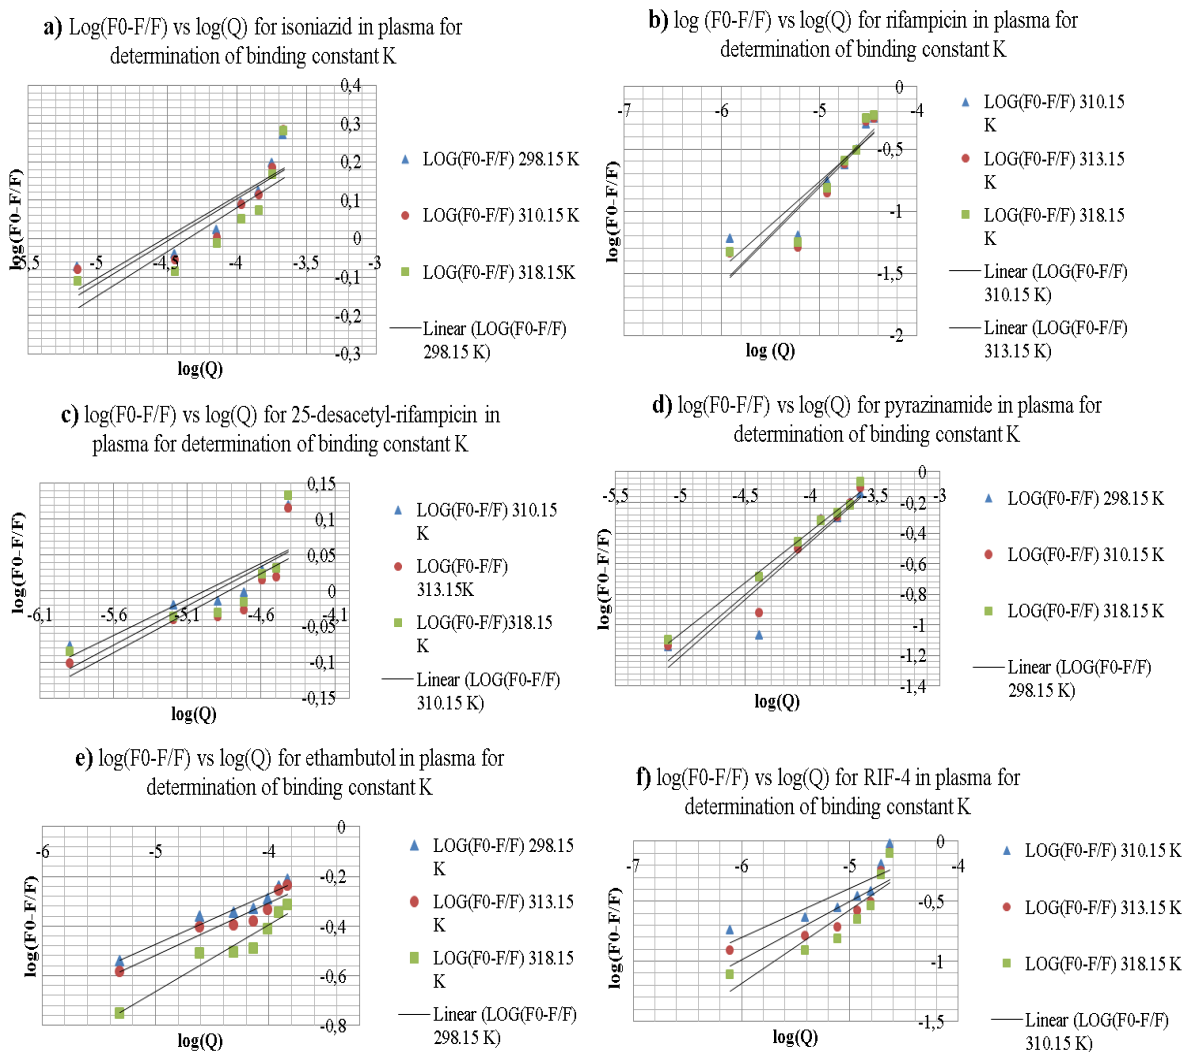 a) Log(F0-F/F) vs log(Q) for isoniazid in plasma for
determination of binding constant K
0,4
0,3
0,2
0,1
0
-0,1
-0,2
-0,3
-5,5
-5
-4,5
-4
-3,5
-3
log(F0-F/F)
log(Q)
LOG(F0-F/F) 298.15 K
LOG(F0-F/F) 310.15 K
LOG(F0-F/F) 318.15K
Linear (LOG(F0-F/F)
298.15 K)
b) log (F0-F/F) vs log(Q) for rifampicin in plasma for
determination of binding constant K
0
-7
-6
-5
-4
-0,5
-1
-1,5
-2
log(F0-F/F)
log (Q)
LOG(F0-F/F) 310.15
K
LOG(F0-F/F) 313.15
K
LOG(F0-F/F) 318.15
K
Linear (LOG(F0-F/F)
310.15 K)
Linear (LOG(F0-F/F)
313.15 K)
c) log(F0-F/F) vs log(Q) for 25-desacetyl-rifampicin in
plasma for determination of binding constant K
0,15
0,1
0,05
0
-0,05
-0,1
-0,15
-6,1
-5,6
-5,1
-4,6
-4,1
log(F0-F/F)
log(Q)
LOG(F0-F/F) 310.15
K
LOG(F0-F/F)
313.15K
LOG(F0-F/F)318.15
K
Linear (LOG(F0-F/F)
310.15 K)
d) log(F0-F/F) vs log(Q) for pyrazinamide in plasma for
determination of binding constant K
0
-5,5
-5
-4,5
-4
-3,5
-3
-0,2
-0,4
-0,6
-0,8
-1
-1,2
-1,4
log(F0-F/F)
log(Q)
LOG(F0-F/F) 298.15 K
LOG(F0-F/F) 310.15 K
LOG(F0-F/F) 318.15 K
Linear (LOG(F0-F/F)
298.15 K)
e) log(F0-F/F) vs log(Q) for ethambutol in plasma for
determination of binding constant K
0
-6
-5
-4
-0,2
-0,4
-0,6
-0,8
log(F0-F/F)
log(Q)
LOG(F0-F/F) 298.15
K
LOG(F0-F/F) 313.15
K
LOG(F0-F/F) 318.15
K
Linear (LOG(F0-F/F)
298.15 K)
f) log(F0-F/F) vs log(Q) for RIF-4 in plasma for
determination of binding constant K
0
-7
-6
-5
-4
-0,5
-1
-1,5
log(F0-F/F)
log(Q)
LOG(F0-F/F) 310.15 K
LOG(F0-F/F) 313.15 K
LOG(F0-F/F) 318.15 K
Linear (LOG(F0-F/F)
310.15 K)